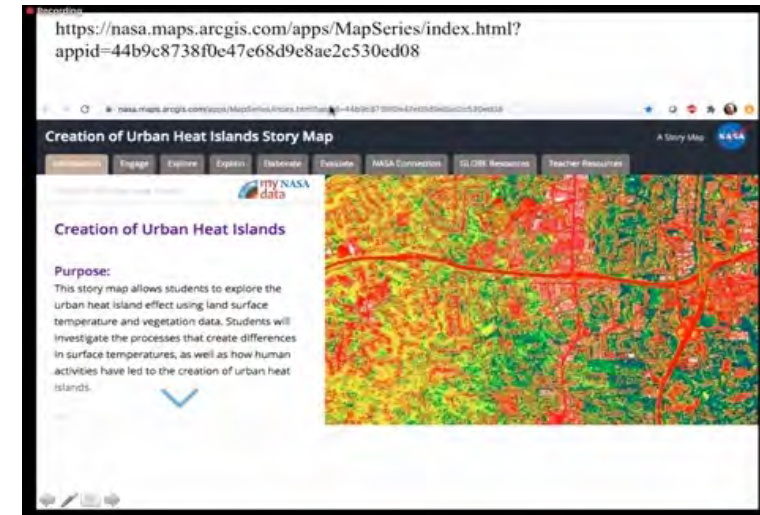 Recording
https://nasa.maps.arcgis.com/apps/MapSeries/index.html?
appid=44b9c8738f0e47e68d9e8ae2c530ed08
Creation of Urban Heat Islands Story Map
A Story Map
NASA
Engage Explore Explain Elaborate Evaluate NASA Connection GLOBE Resources Teacher Resources
my NASA
data
Creation of Urban Heat Islands
Purpose:
This story map allows students to explore the
urban heat island effect using land surface
temperature and vegetation data. Students will
investigate the processes that create differences
in surface temperatures, as well as how human
activities have led to the creation of urban heat
islands.